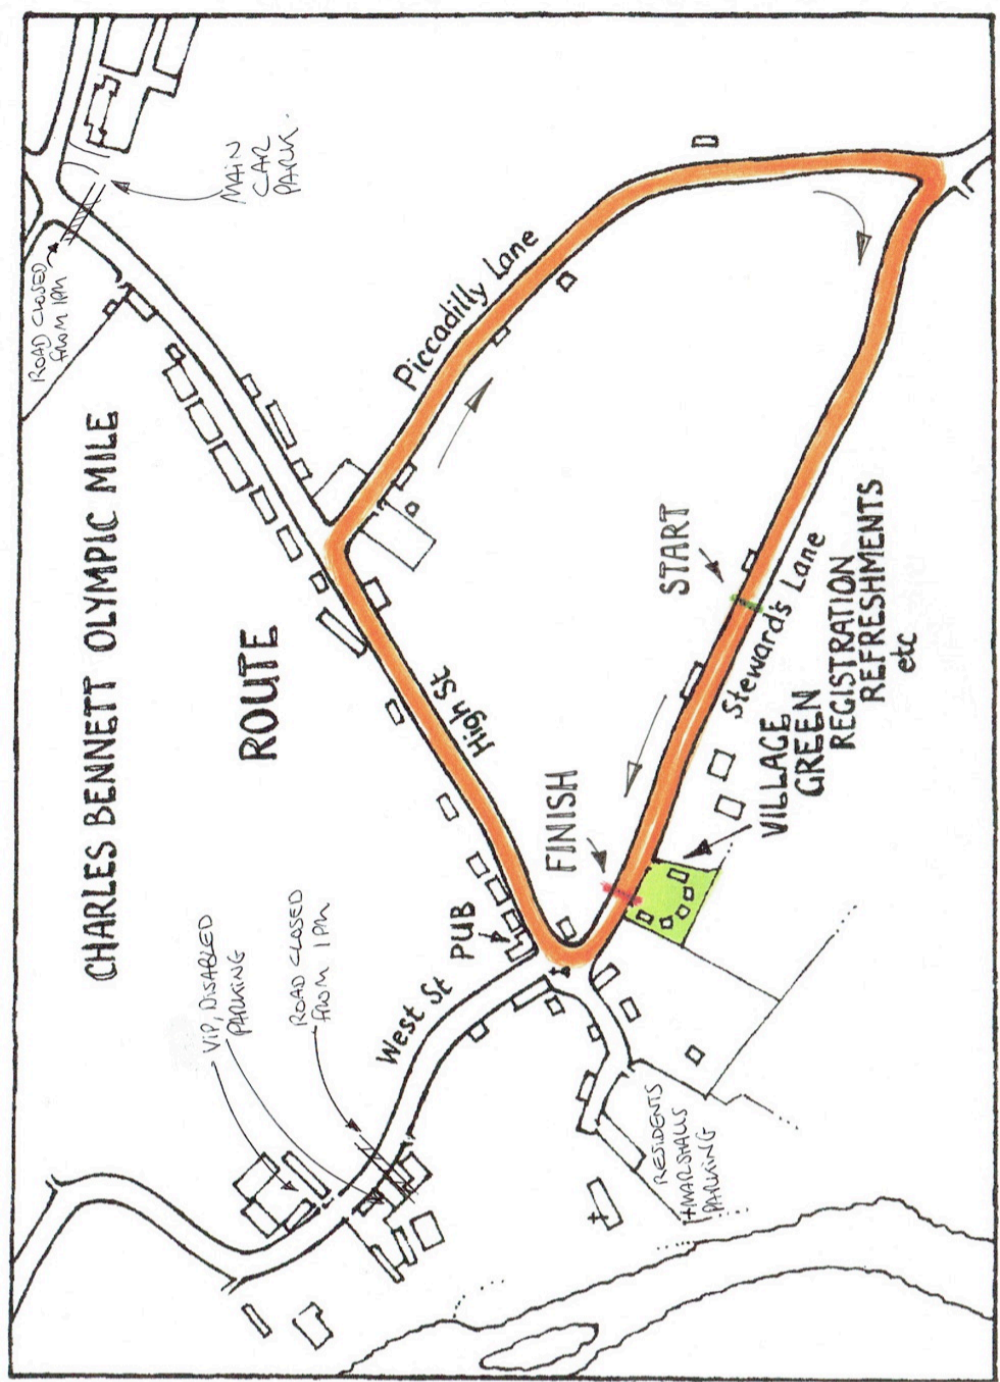 CHARLES BENNETT OLYMPIC MILE
ROUTE
ROAD CLOSED
FROM 1PM
MAIN
CAR
PARK.
Piccadilly Lane
High St
START
Steward's Lane
FINISH
VILLAGE
GREEN
REGISTRATION
REFRESHMENTS
etc
PUB
West St
VIP, DISABLED
PARKING
ROAD CLOSED
FROM 1PM
RESIDENTS
+MARSHALLS
PARKING